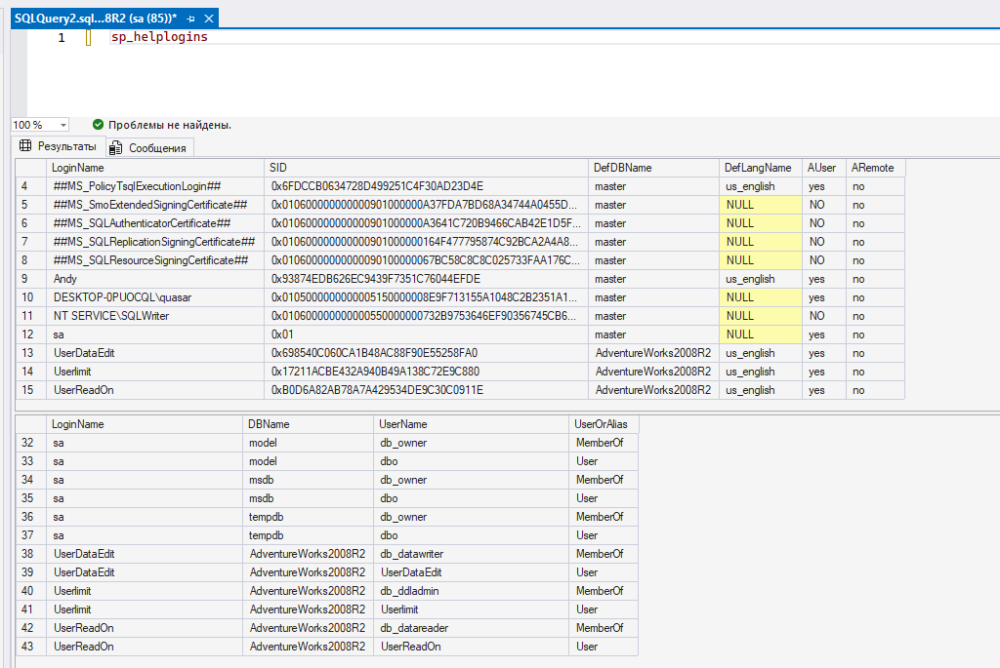 SQLQuery2.sql...8R2 (sa (85))*
1 sp_helplogins
100 % Проблемы не найдены.
Результаты Сообщения
LoginName SID DefDBName DefLangName AUser ARemote
4 ##MS_PolicyTsqlExecutionLogin## 0x6FDCCB0634728D499251C4F30AD23D4E master us_english yes no
5 ##MS_SmoExtendedSigningCertificate## 0x010600000000000901000000A37FDA7BD68A34744A0455D... master NULL NO no
6 ##MS_SQLAuthenticatorCertificate## 0x010600000000000901000000A3641C720B9466CAB42E1D5F... master NULL NO no
7 ##MS_SQLReplicationSigningCertificate## 0x010600000000000901000000164F477795874C92BCA2A4A8... master NULL NO no
8 ##MS_SQLResourceSigningCertificate## 0x01060000000000090100000067BC58C8C8C025733FAA176C... master NULL NO no
9 Andy 0x93874EDB626EC9439F7351C76044EFDE master us_english yes no
10 DESKTOP-0PUOCQL\quasar 0x0105000000000005150000008E9F713155A1048C2B2351A1... master NULL yes no
11 NT SERVICE\SQLWriter 0x010600000000000550000000732B9753646EF90356745CB6... master NULL NO no
12 sa 0x01 master NULL yes no
13 UserDataEdit 0x698540C060CA1B48AC88F90E55258FA0 AdventureWorks2008R2 us_english yes no
14 Userlimit 0x17211ACBE432A940B49A138C72E9C880 AdventureWorks2008R2 us_english yes no
15 UserReadOn 0xB0D6A82AB78A7A429534DE9C30C0911E AdventureWorks2008R2 us_english yes no
LoginName DBName UserName UserOrAlias
32 sa model db_owner MemberOf
33 sa model dbo User
34 sa msdb db_owner MemberOf
35 sa msdb dbo User
36 sa tempdb db_owner MemberOf
37 sa tempdb dbo User
38 UserDataEdit AdventureWorks2008R2 db_datawriter MemberOf
39 UserDataEdit AdventureWorks2008R2 UserDataEdit User
40 Userlimit AdventureWorks2008R2 db_ddladmin MemberOf
41 Userlimit AdventureWorks2008R2 Userlimit User
42 UserReadOn AdventureWorks2008R2 db_datareader MemberOf
43 UserReadOn AdventureWorks2008R2 UserReadOn User